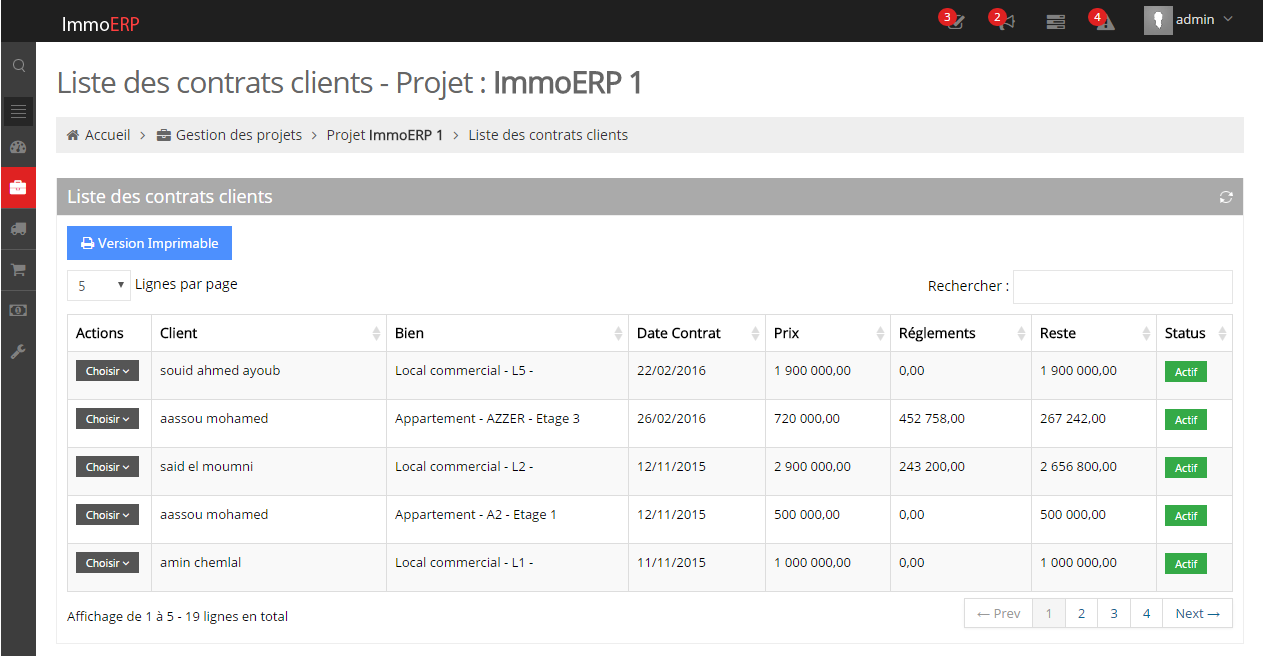 ImmoERP 3 2 4 admin
Liste des contrats clients - Projet : ImmoERP 1
Accueil > Gestion des projets > Projet ImmoERP 1 > Liste des contrats clients
Liste des contrats clients
Version Imprimable
5 Lignes par page Rechercher :
Actions Client Bien Date Contrat Prix Réglements Reste Status
Choisir souid ahmed ayoub Local commercial - L5 - 22/02/2016 1 900 000,00 0,00 1 900 000,00 Actif
Choisir aassou mohamed Appartement - AZZER - Etage 3 26/02/2016 720 000,00 452 758,00 267 242,00 Actif
Choisir said el moumni Local commercial - L2 - 12/11/2015 2 900 000,00 243 200,00 2 656 800,00 Actif
Choisir aassou mohamed Appartement - A2 - Etage 1 12/11/2015 500 000,00 0,00 500 000,00 Actif
Choisir amin chemlal Local commercial - L1 - 11/11/2015 1 000 000,00 0,00 1 000 000,00 Actif
Affichage de 1 à 5 - 19 lignes en total ← Prev 1 2 3 4 Next →